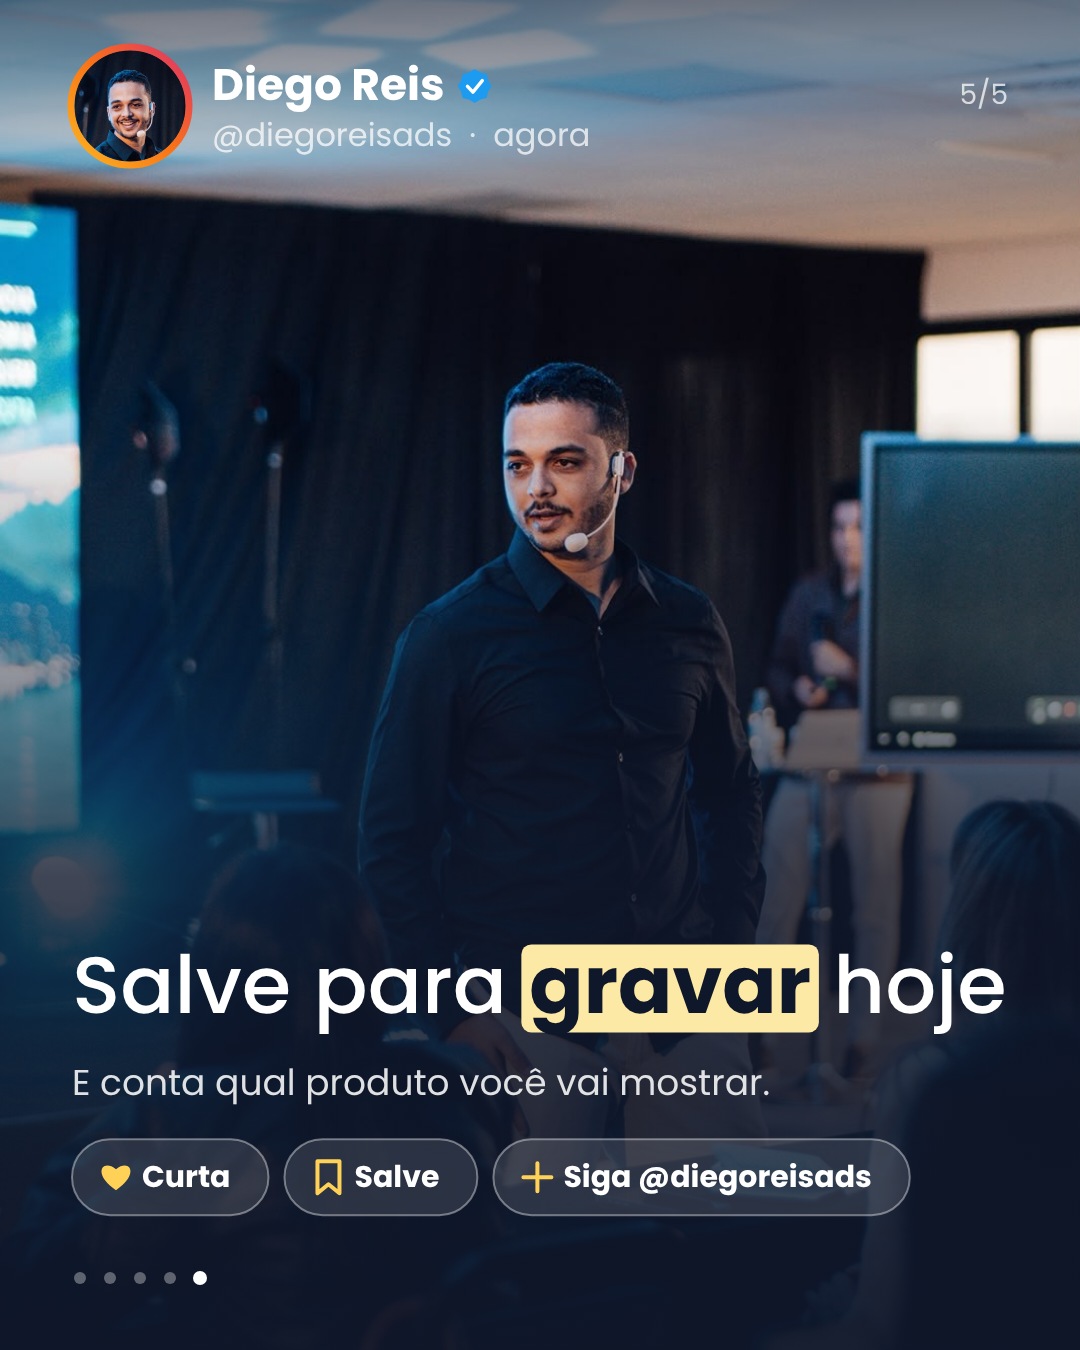 Diego Reis
@diegoreisads · agora
5/5
Salve para gravar hoje
E conta qual produto você vai mostrar.
Curta
Salve
Siga @diegoreisads